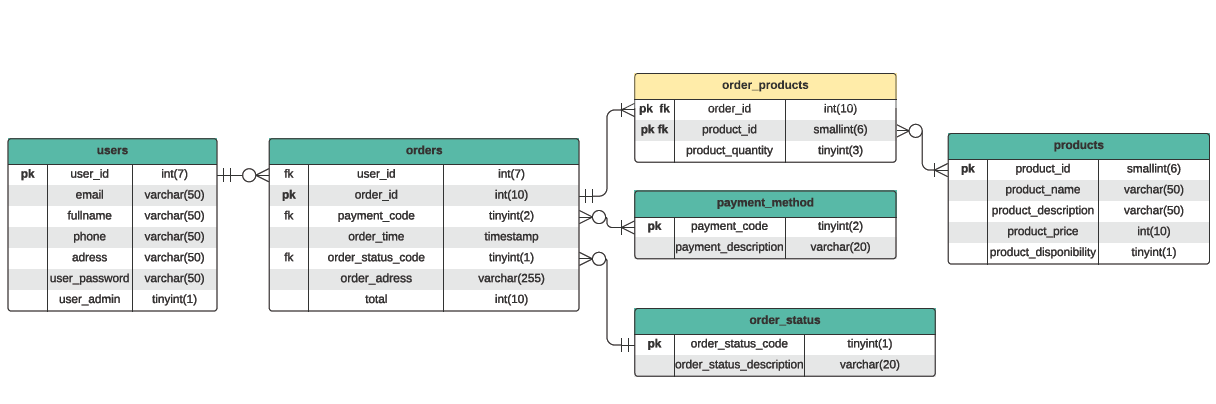 users
pk user_id int(7)
email varchar(50)
fullname varchar(50)
phone varchar(50)
adress varchar(50)
user_password varchar(50)
user_admin tinyint(1)
orders
fk user_id int(7)
pk order_id int(10)
fk payment_code tinyint(2)
order_time timestamp
fk order_status_code tinyint(1)
order_adress varchar(255)
total int(10)
order_products
pk fk order_id int(10)
pk fk product_id smallint(6)
product_quantity tinyint(3)
payment_method
pk payment_code tinyint(2)
payment_description varchar(20)
order_status
pk order_status_code tinyint(1)
order_status_description varchar(20)
products
pk product_id smallint(6)
product_name varchar(50)
product_description varchar(50)
product_price int(10)
product_disponibility tinyint(1)